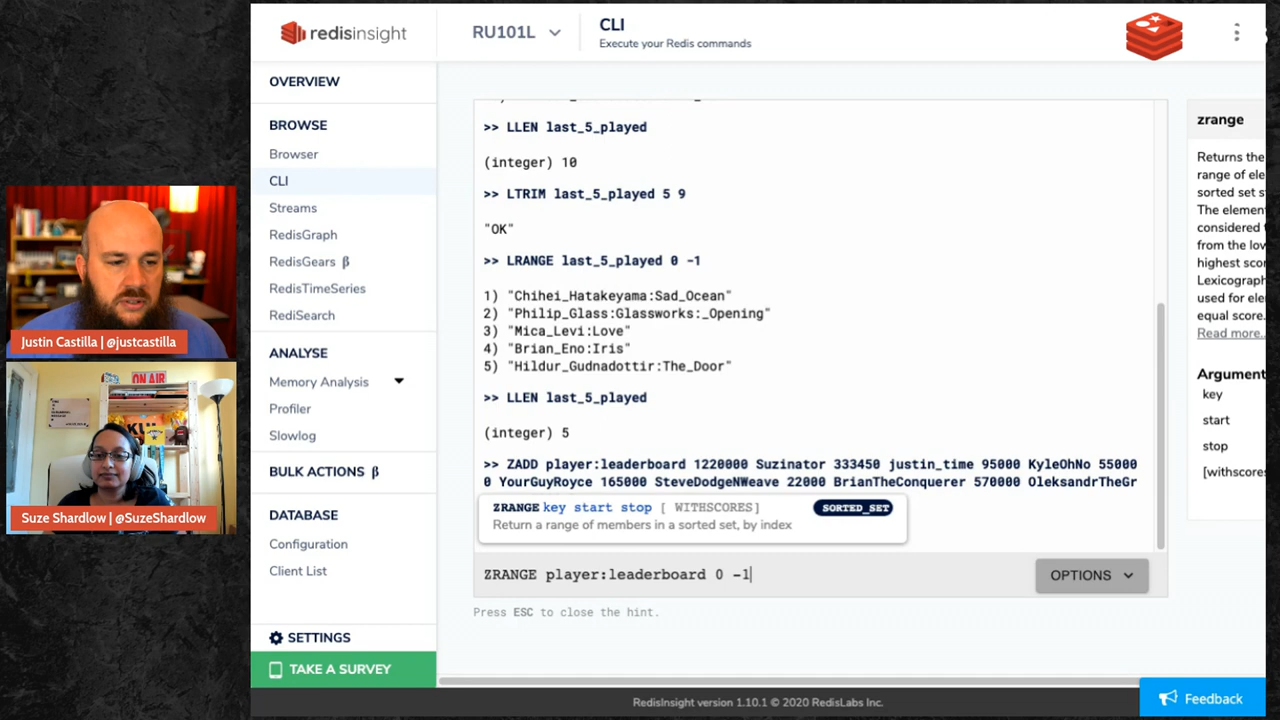 redisinsight
RU101L
CLI
Execute your Redis commands
OVERVIEW
BROWSE
Browser
CLI
Streams
RedisGraph
RedisGears β
RedisTimeSeries
RediSearch
ANALYSE
Memory Analysis
Profiler
Slowlog
BULK ACTIONS β
DATABASE
Configuration
Client List
SETTINGS
TAKE A SURVEY
>> LLEN last_5_played
(integer) 10
>> LTRIM last_5_played 5 9
"OK"
>> LRANGE last_5_played 0 -1
1) "Chihei_Hatakeyama:Sad_Ocean"
2) "Philip_Glass:Glassworks:_Opening"
3) "Mica_Levi:Love"
4) "Brian_Eno:Iris"
5) "Hildur_Gudnadottir:The_Door"
>> LLEN last_5_played
(integer) 5
>> ZADD player:leaderboard 1220000 Suzinator 333450 justin_time 95000 KyleOhNo 55000
0 YourGuyRoyce 165000 SteveDodgeNWeave 22000 BrianTheConquerer 570000 OleksandrTheGr
ZRANGE key start stop [ WITHSCORES]
SORTED_SET
Return a range of members in a sorted set, by index
ZRANGE player:leaderboard 0 -1
OPTIONS
Press ESC to close the hint.
zrange
Returns the
range of ele
sorted set s
The elemen
considered
from the lov
highest scor
Lexicograph
used for ele
equal score.
Read more..
Argument
key
start
stop
[withscores
RedisInsight version 1.10.1 © 2020 RedisLabs Inc.
Feedback
Justin Castilla | @justcastilla
ON AIR
Suze Shardlow | @SuzeShardlow